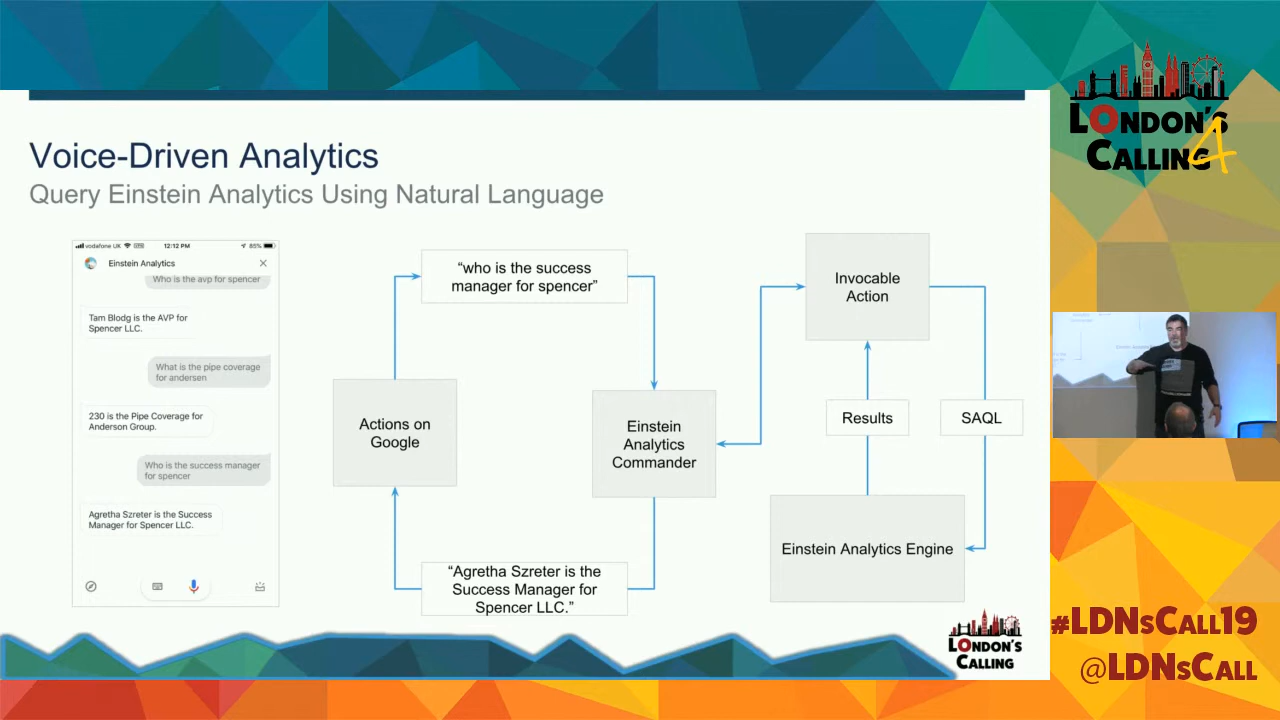 Voice-Driven Analytics
Query Einstein Analytics Using Natural Language
vodafone UK
12:12 PM
85%
Einstein Analytics
Who is the avp for spencer
Tam Blodg is the AVP for
Spencer LLC.
What is the pipe coverage
for andersen
230 is the Pipe Coverage for
Anderson Group.
Who is the success manager
for spencer
Agretha Szreter is the Success
Manager for Spencer LLC.
“who is the success
manager for spencer”
Actions on
Google
Einstein
Analytics
Commander
“Agretha Szreter is the
Success Manager for
Spencer LLC.”
Invocable
Action
Results
SAQL
Einstein Analytics Engine
London's
Calling
London's
Calling 4
#LDNsCall19
@LDNsCall